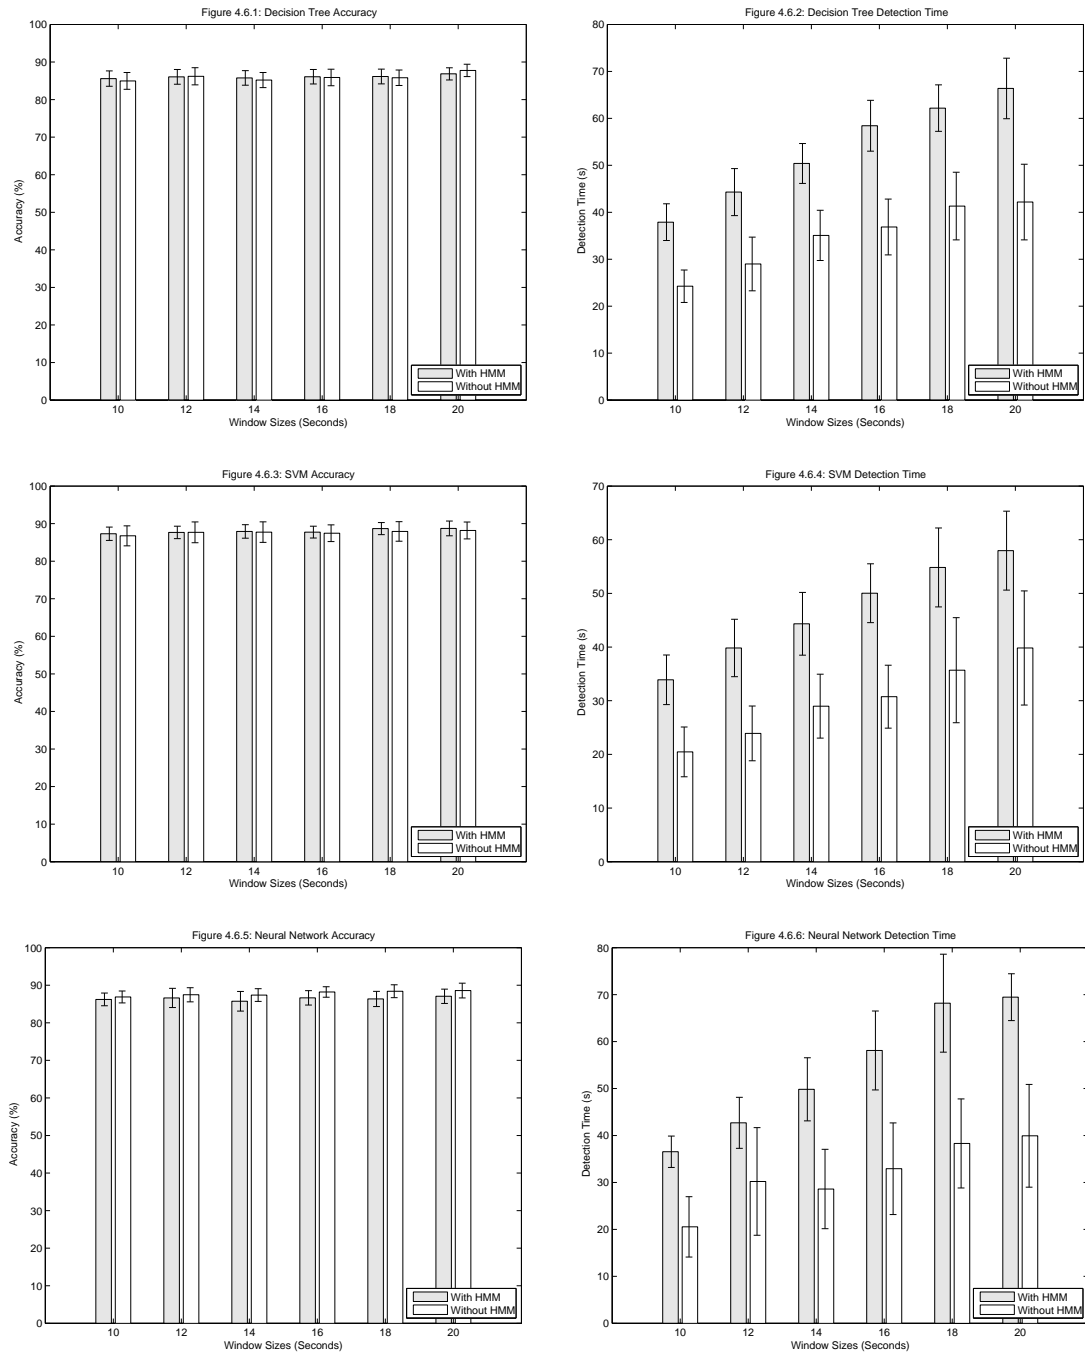 Figure 4.6.1: Decision Tree Accuracy
100
90
80
70
60
50
40
30
20
10
0
Accuracy (%)
With HMM
Without HMM
10 12 14 16 18 20
Window Sizes (Seconds)
Figure 4.6.2: Decision Tree Detection Time
80
70
60
50
40
30
20
10
0
Detection Time (s)
With HMM
Without HMM
10 12 14 16 18 20
Window Sizes (Seconds)
Figure 4.6.3: SVM Accuracy
100
90
80
70
60
50
40
30
20
10
0
Accuracy (%)
With HMM
Without HMM
10 12 14 16 18 20
Window Sizes (Seconds)
Figure 4.6.4: SVM Detection Time
70
60
50
40
30
20
10
0
Detection Time (s)
With HMM
Without HMM
10 12 14 16 18 20
Window Sizes (Seconds)
Figure 4.6.5: Neural Network Accuracy
100
90
80
70
60
50
40
30
20
10
0
Accuracy (%)
With HMM
Without HMM
10 12 14 16 18 20
Window Sizes (Seconds)
Figure 4.6.6: Neural Network Detection Time
80
70
60
50
40
30
20
10
0
Detection Time (s)
With HMM
Without HMM
10 12 14 16 18 20
Window Sizes (Seconds)